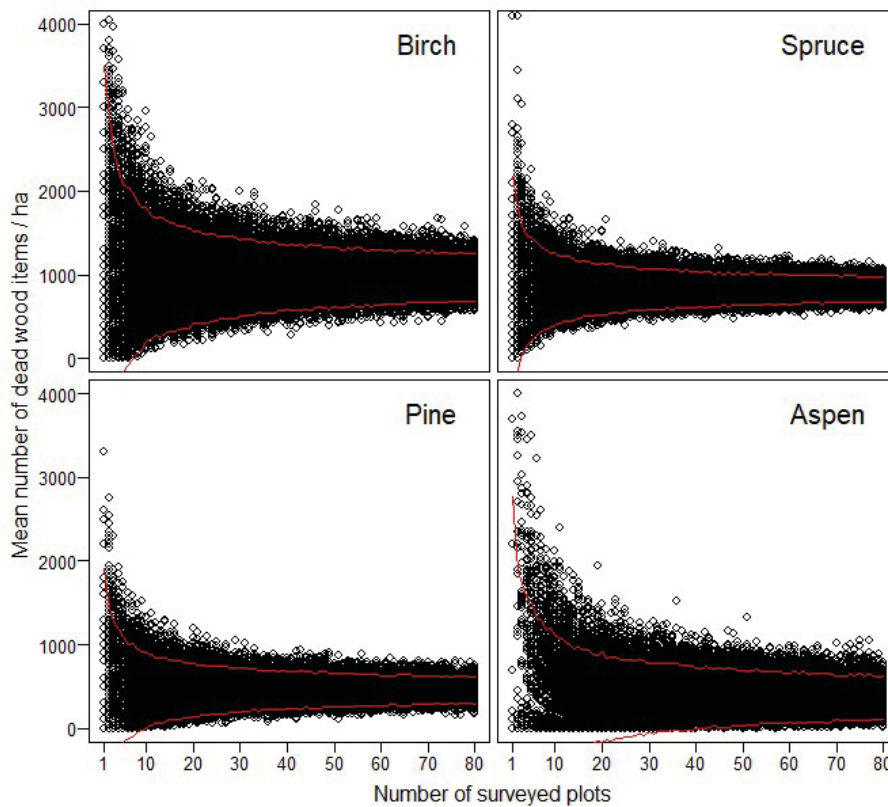 Birch
Spruce
4000
3000
2000
1000
0
Pine
Aspen
4000
3000
2000
1000
0
Mean number of dead wood items / ha
1 10 20 30 40 50 60 70 80
1 10 20 30 40 50 60 70 80
Number of surveyed plots